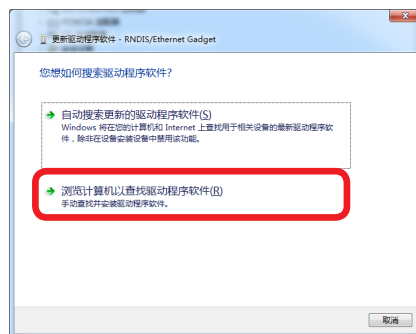 更新驱动程序软件 - RNDIS/Ethernet Gadget
您想如何搜索驱动程序软件?
自动搜索更新的驱动程序软件(S)
Windows 将在您的计算机和 Internet 上查找用于相关设备的最新驱动程序软
件，除非在设备安装设备中禁用该功能。
浏览计算机以查找驱动程序软件(R)
手动查找并安装驱动程序软件。
取消